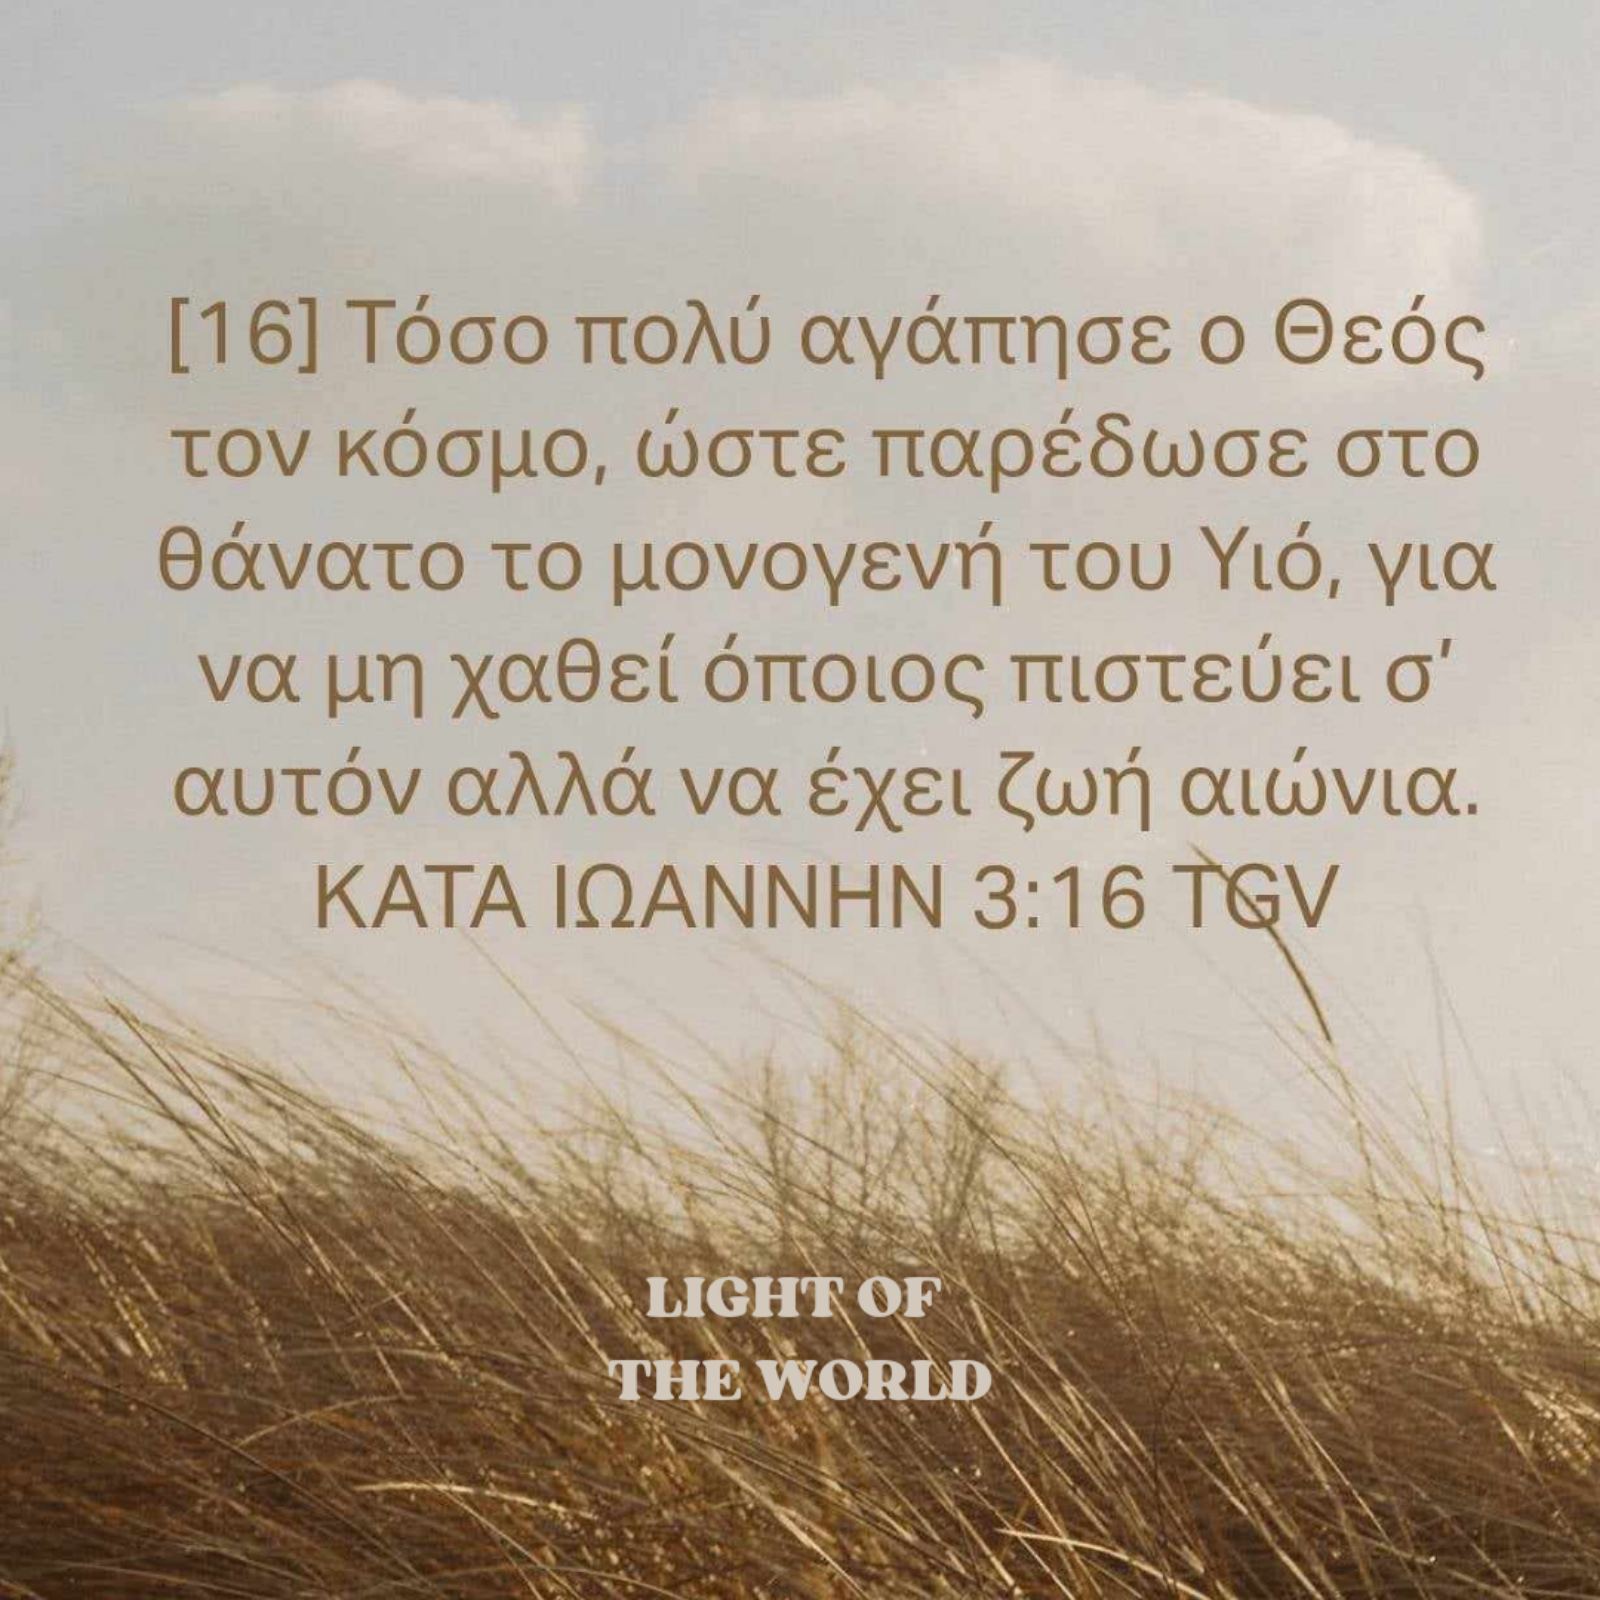 [16] Τόσο πολύ αγάπησε ο Θεός
τον κόσμο, ώστε παρέδωσε στο
θάνατο το μονογενή του Υιό, για
να μη χαθεί όποιος πιστεύει σ’
αυτόν αλλά να έχει ζωή αιώνια.
ΚΑΤΑ ΙΩΑΝΝΗΝ 3:16 TGV
LIGHT OF
THE WORLD